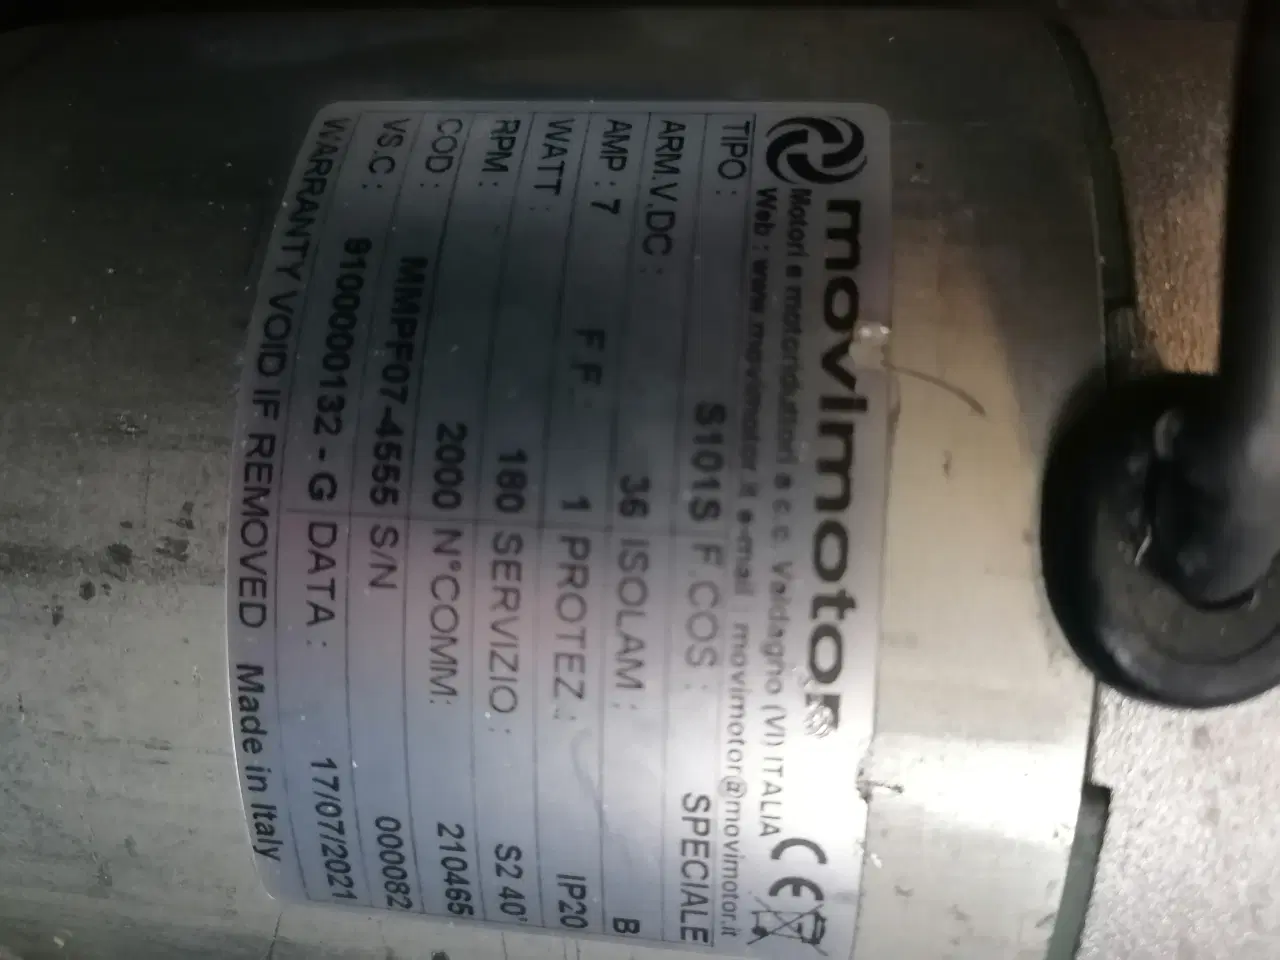 movimotor
Motori e motoriduttori a c.c. Valdagno (VI) ITALIA CE
Web : www.movimotor.it e-mail : movimotor@movimotor.it
TIPO : S101S F.COS : SPECIALE
ARM.V.DC : 36 ISOLAM : B
AMP : 7 F F : 1 PROTEZ : IP20
WATT : 180 SERVIZIO : S2 40'
RPM : 2000 N°COMM: 210465
COD : MMPF07-4555 S/N 000082
VS.C : 9100000132 - G DATA : 17/07/2021
WARRANTY VOID IF REMOVED Made in Italy